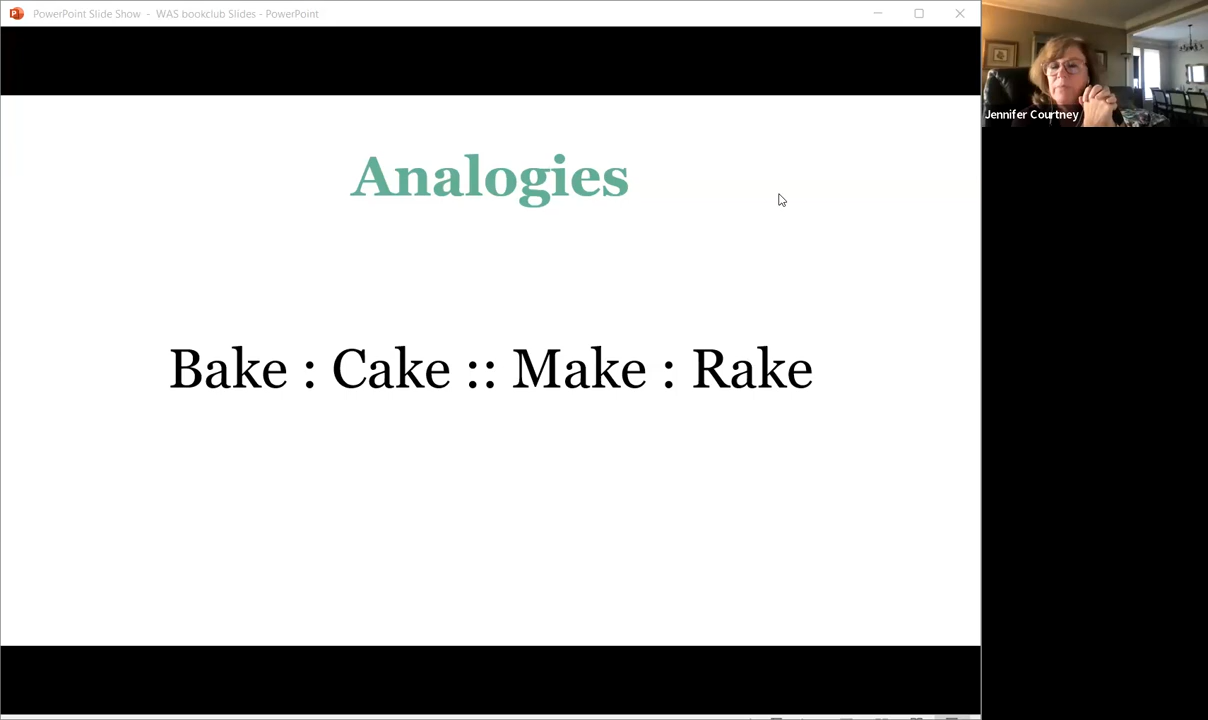 PowerPoint Slide Show - WAS bookclub Slides - PowerPoint
Jennifer Courtney
Analogies
Bake : Cake :: Make : Rake